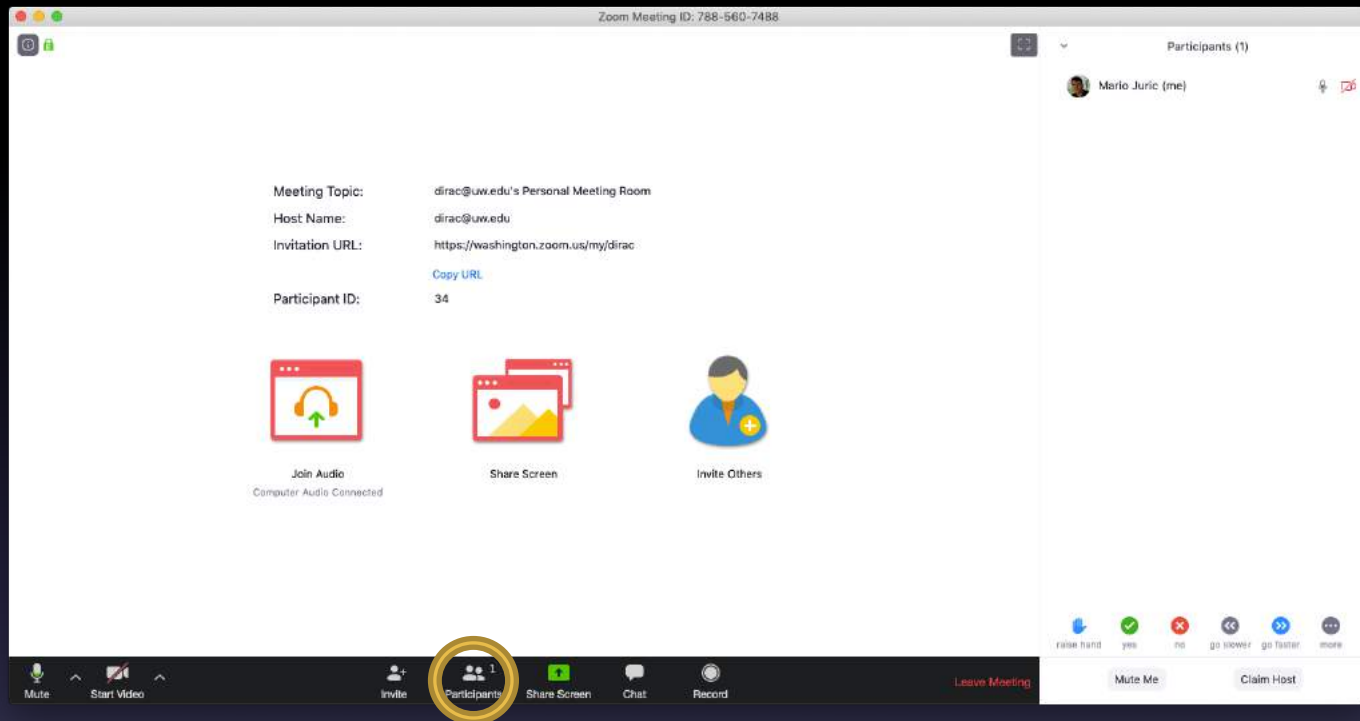 Zoom Meeting ID: 788-560-7488
Participants (1)
Mario Juric (me)
Meeting Topic: dirac@uw.edu's Personal Meeting Room
Host Name: dirac@uw.edu
Invitation URL: https://washington.zoom.us/my/dirac
Copy URL
Participant ID: 34
Join Audio Share Screen Invite Others
Computer Audio Connected
raise hand yes no go slower go faster more
Mute Start Video Invite Participants 1 Share Screen Chat Record Leave Meeting
Mute Me Claim Host